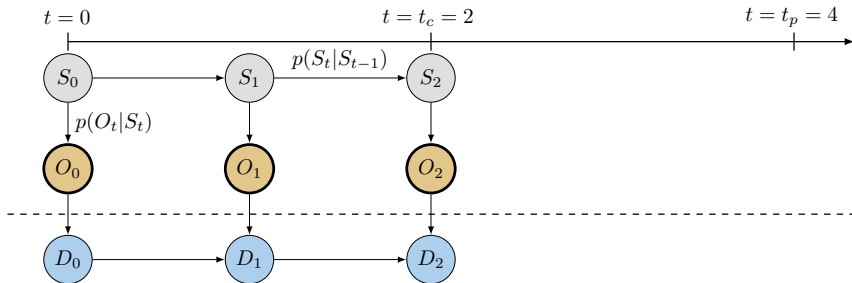 t = 0 t = t_c = 2 t = t_p = 4
S_0 S_1 p(S_t|S_{t−1}) S_2
p(O_t|S_t)
O_0 O_1 O_2
D_0 D_1 D_2